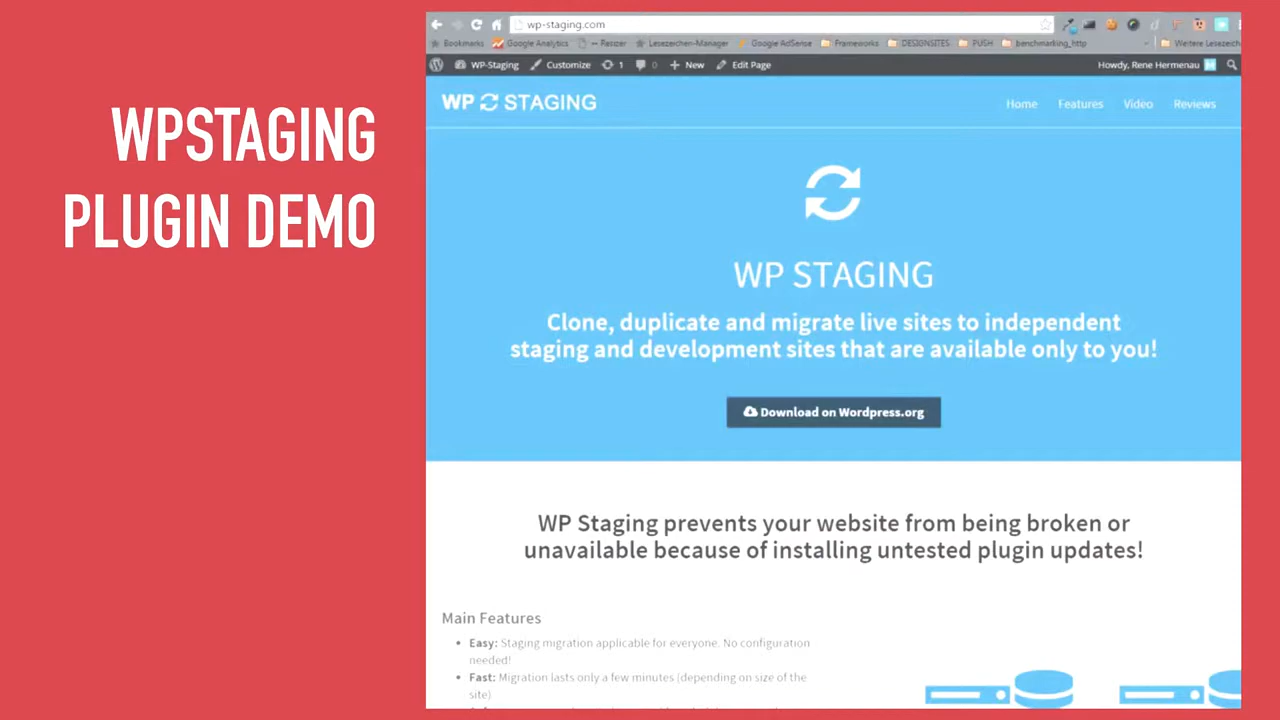 WPSTAGING
PLUGIN DEMO
wp-staging.com
Bookmarks Google Analytics Resizer Lesezeichen-Manager Google AdSense Frameworks DESIGNSITES PUSH benchmarking_http Weitere Lesezeich
WP-Staging Customize 1 0 New Edit Page Howdy, Rene Hermenau
WP STAGING Home Features Video Reviews
WP STAGING
Clone, duplicate and migrate live sites to independent
staging and development sites that are available only to you!
Download on Wordpress.org
WP Staging prevents your website from being broken or
unavailable because of installing untested plugin updates!
Main Features
• Easy: Staging migration applicable for everyone. No configuration
needed!
• Fast: Migration lasts only a few minutes (depending on size of the
site)